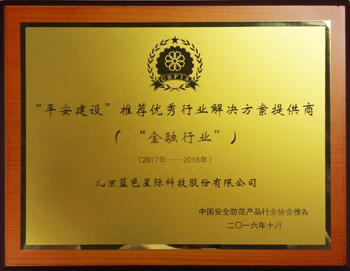 CSPIA
“平安建设”推荐优秀行业解决方案提供商
（ “金融行业” ）
（2017年——2018年）
北京蓝色星际科技股份有限公司
中国安全防范产品行业协会推荐
二〇一六年十月